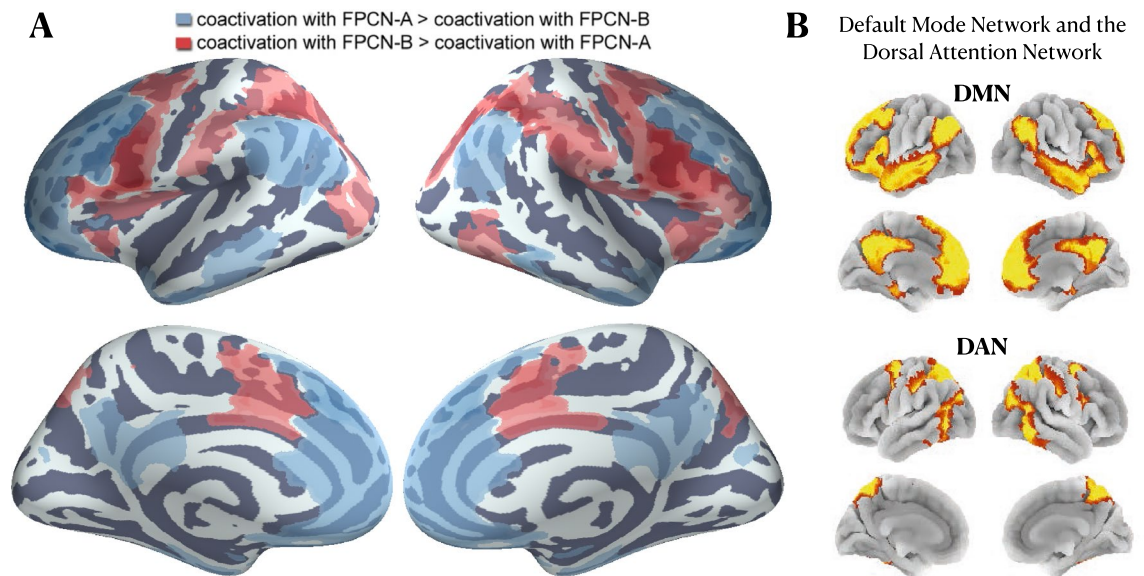 A
coactivation with FPCN-A > coactivation with FPCN-B
coactivation with FPCN-B > coactivation with FPCN-A
B
Default Mode Network and the
Dorsal Attention Network
DMN
DAN